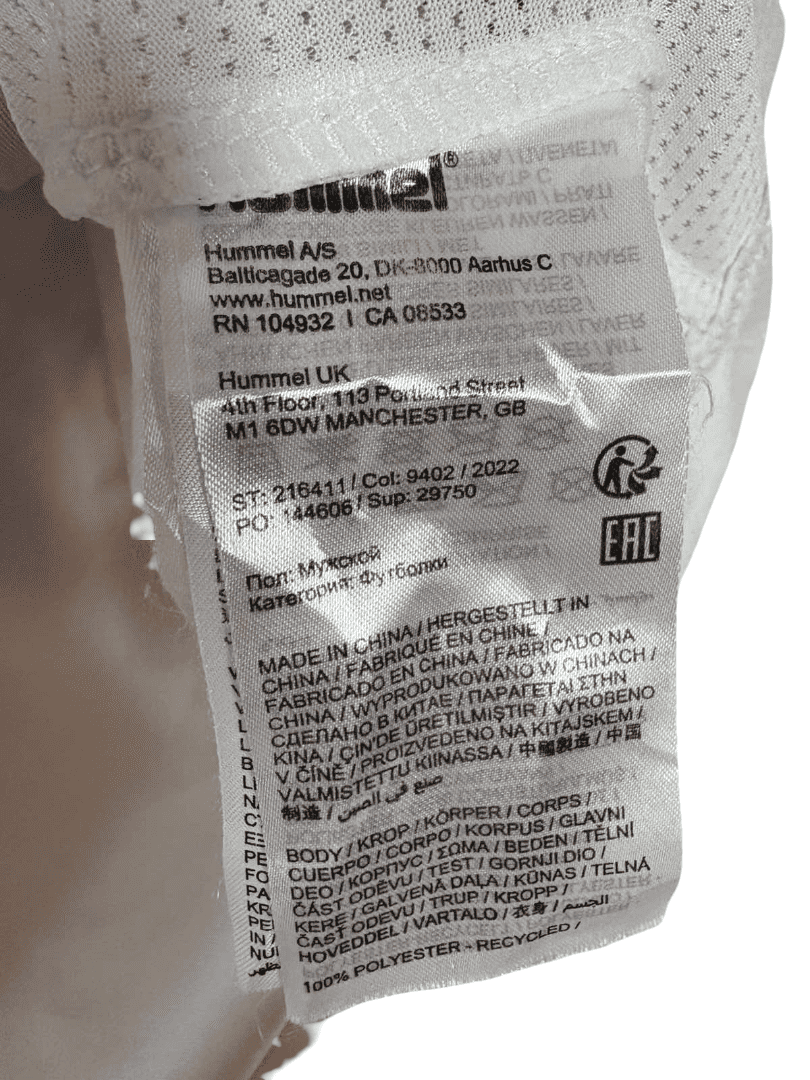 hummel®
Hummel A/S
Balticagade 20, DK-8000 Aarhus C
www.hummel.net
RN 104932 I CA 08533
Hummel UK
4th Floor, 113 Portland Street
M1 6DW MANCHESTER, GB
ST: 216411 / Col: 9402 / 2022
PO: 144606 / Sup: 29750
EAC
Пол: Мужской
Категория: Футболки
MADE IN CHINA / HERGESTELLT IN
CHINA / FABRIQUÉ EN CHINE /
FABRICADO EN CHINA / FABRICADO NA
CHINA / WYPRODUKOWANO W CHINACH /
СДЕЛАНО В КИТАЕ / ΠΑΡΑΓΕΤΑΙ ΣΤΗΝ
ΚΙΝΑ / ÇIN'DE ÜRETILMIŞTIR / VYROBENO
V ČÍNĚ / PROIZVEDENO NA KITAJSKEM /
VALMISTETTU KIINASSA / 中國製造 / 中国
制造 / صنع في الصين
BODY / KROP / KÖRPER / CORPS /
CUERPO / CORPO / KORPUS / GLAVNI
DEO / КОРПУС / ΣΩΜΑ / BEDEN / TĚLNÍ
ČÁST ODĚVU / TEST / GORNJI DIO /
KERE / GALVENĀ DAĻA / KŪNAS / TELNÁ
ČASŤ ODEVU / TRUP / KROPP /
HOVEDDEL / VARTALO / 衣身 / الجسم
100% POLYESTER - RECYCLED /